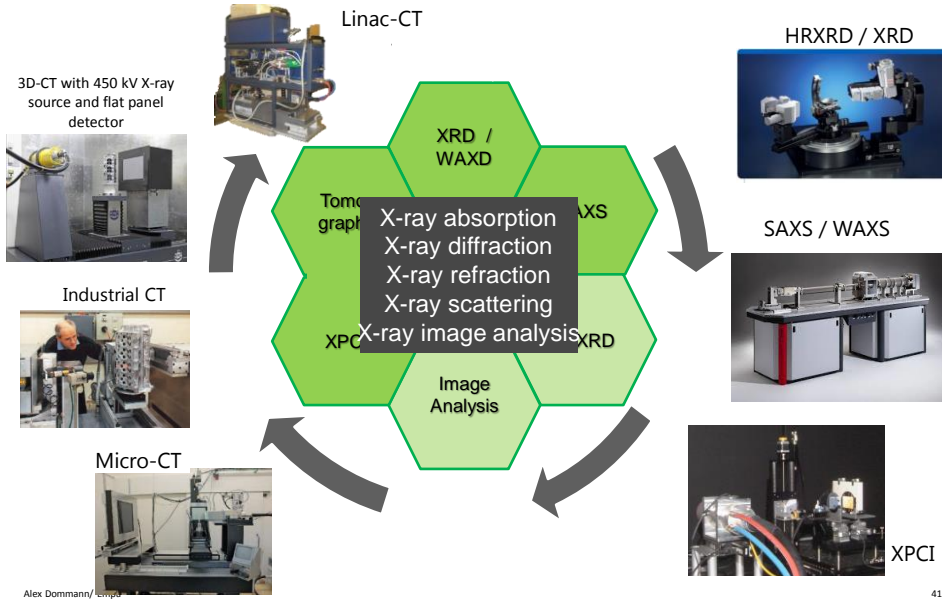 Linac-CT
HRXRD / XRD
3D-CT with 450 kV X-ray
source and flat panel
detector
XRD /
WAXD
Tomo
graph
AXS
X-ray absorption
X-ray diffraction
X-ray refraction
X-ray scattering
X-ray image analysis
SAXS / WAXS
Industrial CT
XPC
XRD
Image
Analysis
Micro-CT
XPCI
Alex Dommann/ Empa
41